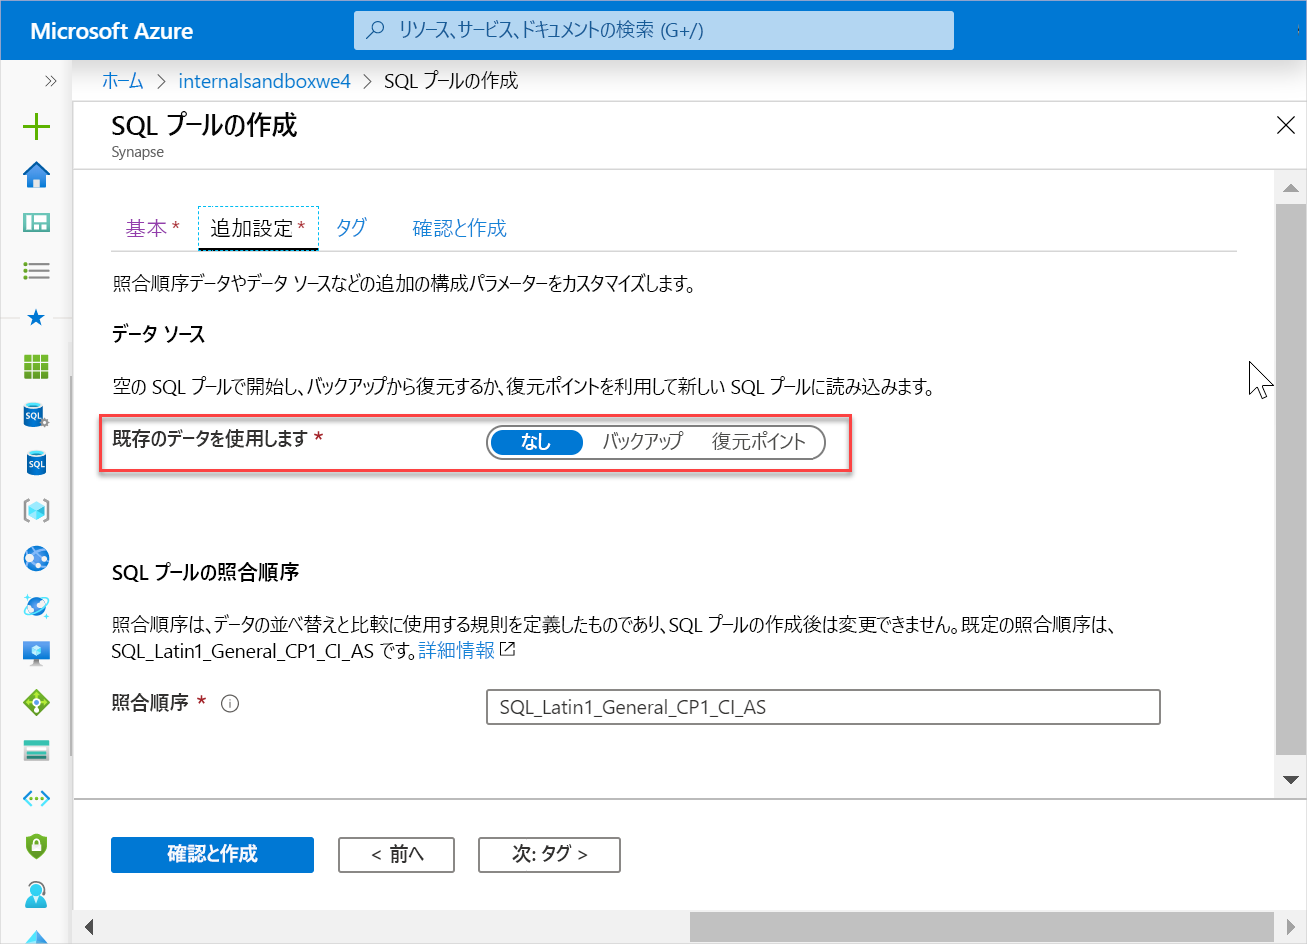 Microsoft Azure
リソース、サービス、ドキュメントの検索 (G+/)
ホーム > internalsandboxwe4 > SQL プールの作成
SQL プールの作成
Synapse
基本 * 追加設定 * タグ 確認と作成
照合順序データやデータ ソースなどの追加の構成パラメーターをカスタマイズします。
データ ソース
空の SQL プールで開始し、バックアップから復元するか、復元ポイントを利用して新しい SQL プールに読み込みます。
既存のデータを使用します * なし バックアップ 復元ポイント
SQL プールの照合順序
照合順序は、データの並べ替えと比較に使用する規則を定義したものであり、SQL プールの作成後は変更できません。既定の照合順序は、
SQL_Latin1_General_CP1_CI_AS です。詳細情報
照合順序 * SQL_Latin1_General_CP1_CI_AS
確認と作成 < 前へ 次: タグ >
SQL
SQL